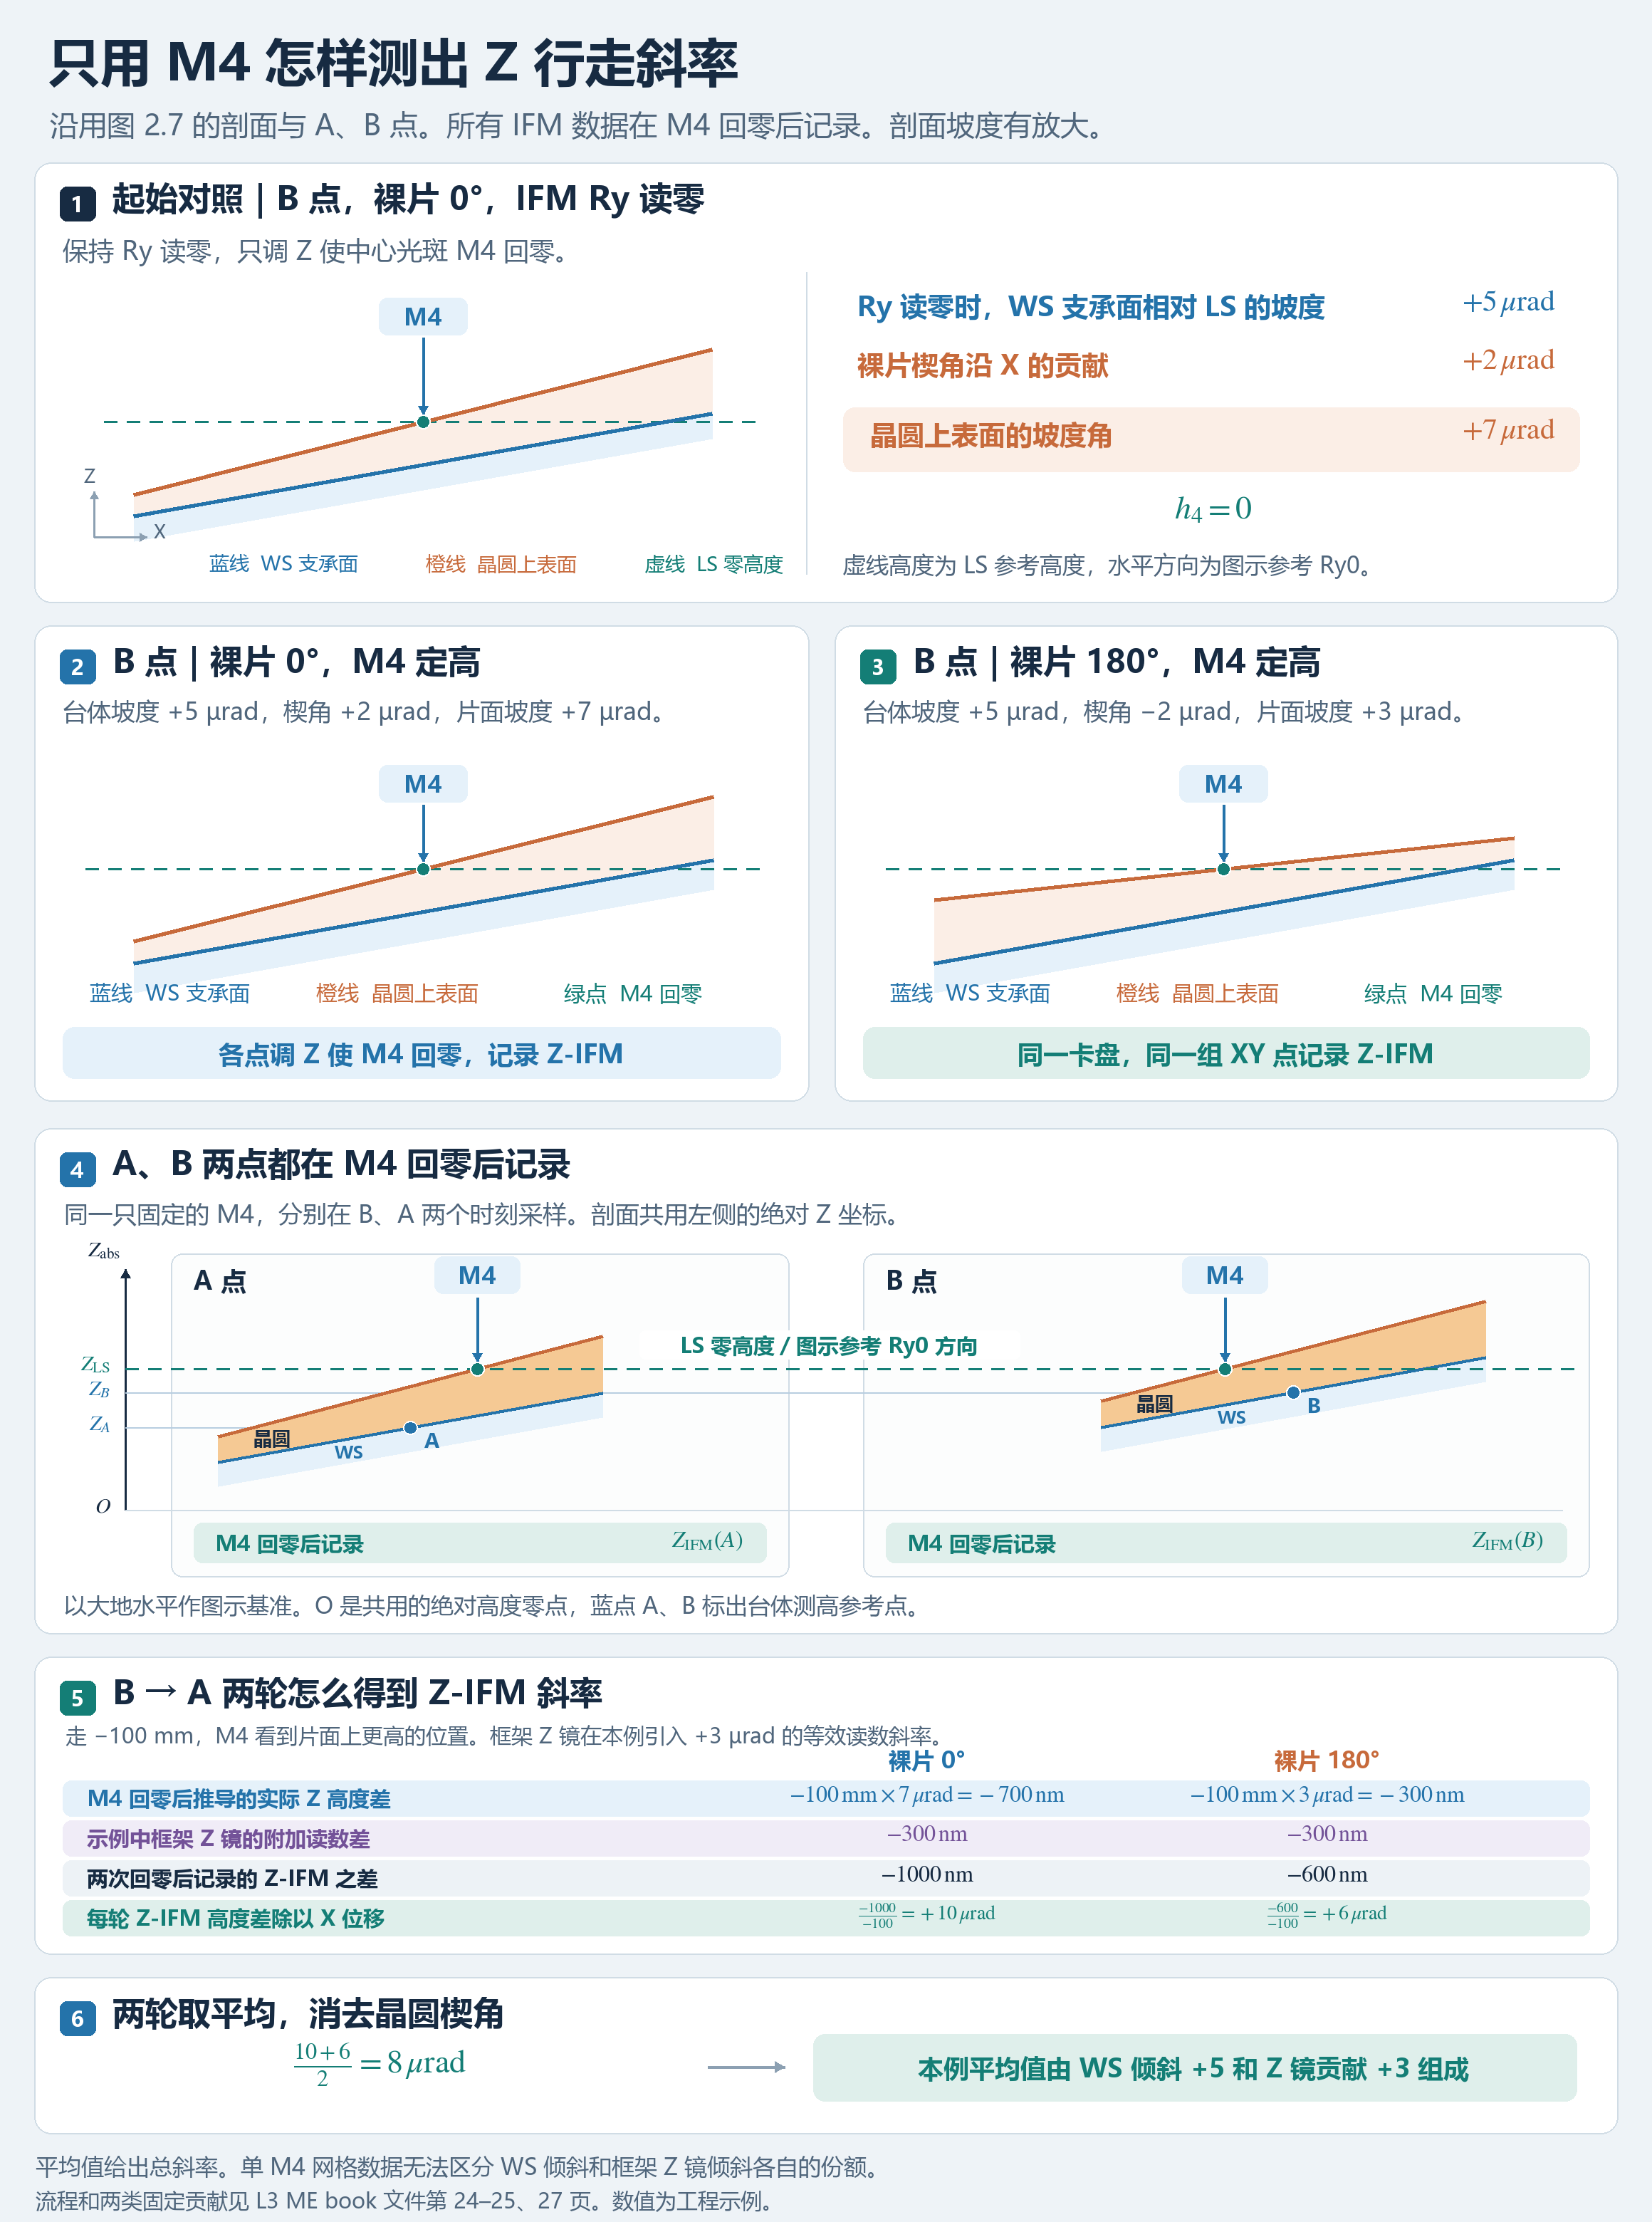 只用 M4 怎样测出 Z 行走斜率
沿用图 2.7 的剖面与 A、B 点。所有 IFM 数据在 M4 回零后记录。剖面坡度有放大。
1 起始对照 | B 点，裸片 0°，IFM Ry 读零
保持 Ry 读零，只调 Z 使中心光斑 M4 回零。
M4
Z
X
蓝线 WS 支承面 橙线 晶圆上表面 虚线 LS 零高度
Ry 读零时，WS 支承面相对 LS 的坡度 +5 μrad
裸片楔角沿 X 的贡献 +2 μrad
晶圆上表面的坡度角 +7 μrad
h₄ = 0
虚线高度为 LS 参考高度，水平方向为图示参考 Ry0。
2 B 点 | 裸片 0°，M4 定高
台体坡度 +5 μrad，楔角 +2 μrad，片面坡度 +7 μrad。
M4
蓝线 WS 支承面 橙线 晶圆上表面 绿点 M4 回零
各点调 Z 使 M4 回零，记录 Z-IFM
3 B 点 | 裸片 180°，M4 定高
台体坡度 +5 μrad，楔角 −2 μrad，片面坡度 +3 μrad。
M4
蓝线 WS 支承面 橙线 晶圆上表面 绿点 M4 回零
同一卡盘，同一组 XY 点记录 Z-IFM
4 A、B 两点都在 M4 回零后记录
同一只固定的 M4，分别在 B、A 两个时刻采样。剖面共用左侧的绝对 Z 坐标。
Z_abs
Z_LS
Z_B
Z_A
O
A 点
M4
晶圆
WS
A
M4 回零后记录 Z_IFM(A)
LS 零高度 / 图示参考 Ry0 方向
B 点
M4
晶圆
WS
B
M4 回零后记录 Z_IFM(B)
以大地水平作图示基准。O 是共用的绝对高度零点，蓝点 A、B 标出台体测高参考点。
5 B → A 两轮怎么得到 Z-IFM 斜率
走 −100 mm，M4 看到片面上更高的位置。框架 Z 镜在本例引入 +3 μrad 的等效读数斜率。
裸片 0° 裸片 180°
M4 回零后推导的实际 Z 高度差 −100 mm × 7 μrad = − 700 nm −100 mm × 3 μrad = − 300 nm
示例中框架 Z 镜的附加读数差 −300 nm −300 nm
两次回零后记录的 Z-IFM 之差 −1000 nm −600 nm
每轮 Z-IFM 高度差除以 X 位移 −1000/−100 = + 10 μrad −600/−100 = + 6 μrad
6 两轮取平均，消去晶圆楔角
10 + 6/2 = 8 μrad
本例平均值由 WS 倾斜 +5 和 Z 镜贡献 +3 组成
平均值给出总斜率。单 M4 网格数据无法区分 WS 倾斜和框架 Z 镜倾斜各自的份额。
流程和两类固定贡献见 L3 ME book 文件第 24–25、27 页。数值为工程示例。